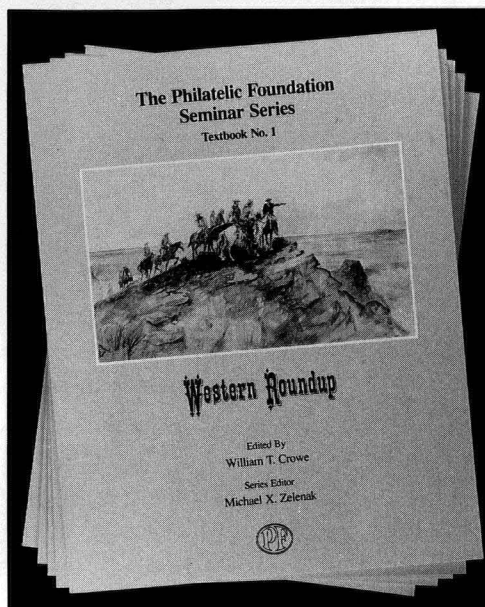 The Philatelic Foundation
Seminar Series
Textbook No. 1
Western Roundup
Edited By
William T. Crowe
Series Editor
Michael X. Zelenak
PF